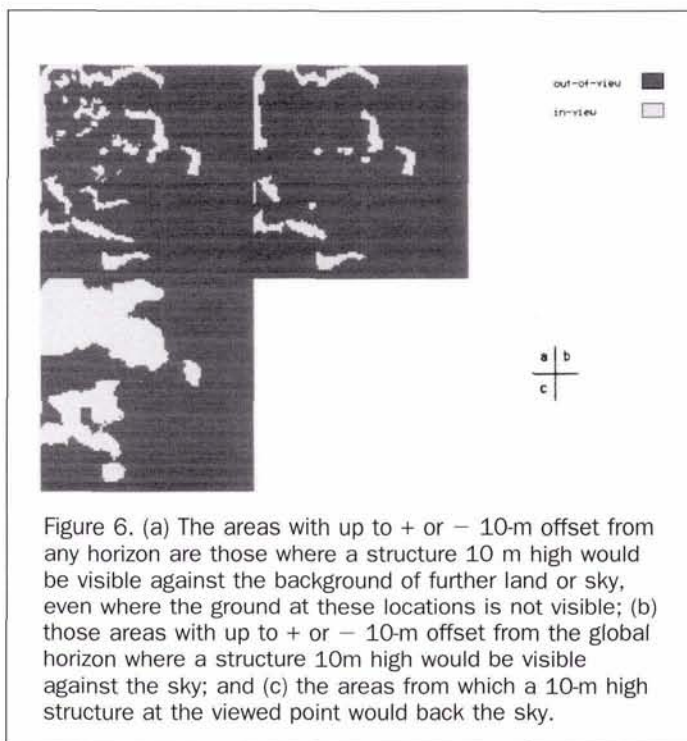 out-of-view
in-view
a b
c
Figure 6. (a) The areas with up to + or − 10-m offset from
any horizon are those where a structure 10 m high would
be visible against the background of further land or sky,
even where the ground at these locations is not visible; (b)
those areas with up to + or − 10-m offset from the global
horizon where a structure 10m high would be visible
against the sky; and (c) the areas from which a 10-m high
structure at the viewed point would back the sky.